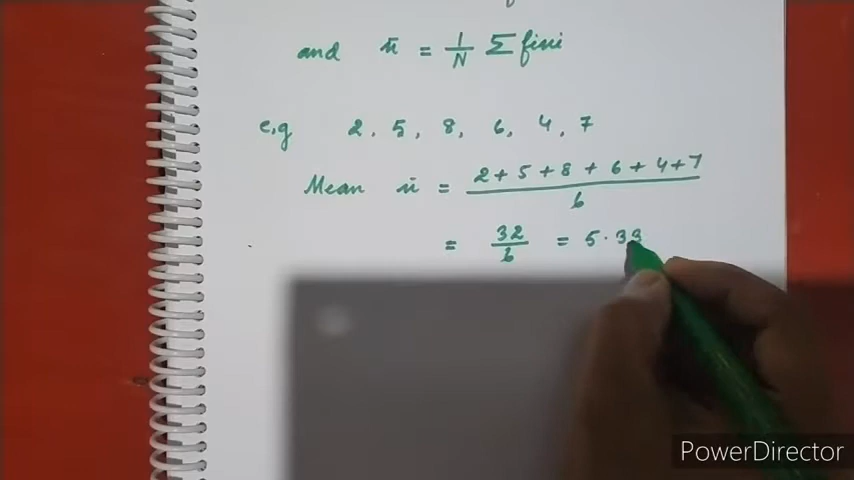 and x̄ = 1/N Σ fixi
e,g 2, 5, 8, 6, 4, 7
Mean x̄ = 2+5+8+6+4+7 / 6
= 32/6 = 5.33
PowerDirector